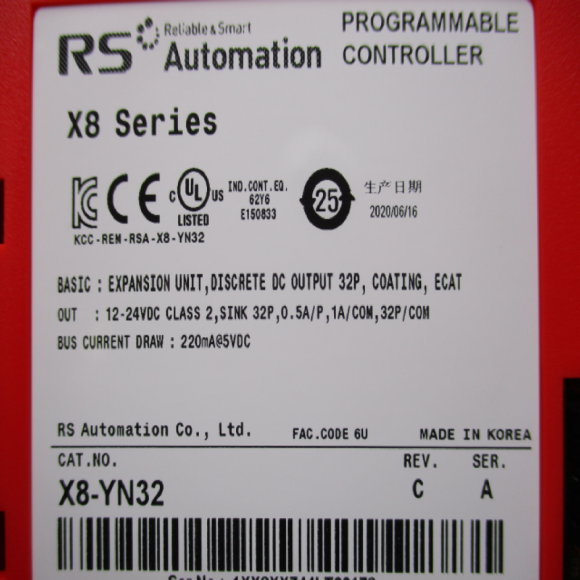 RS Reliable & Smart Automation
PROGRAMMABLE
CONTROLLER
X8 Series
CE
C UL US
LISTED
IND.CONT.EQ.
62Y6
E150833
25
生产日期
2020/06/16
KCC-REM-RSA-X8-YN32
BASIC : EXPANSION UNIT,DISCRETE DC OUTPUT 32P, COATING, ECAT
OUT : 12-24VDC CLASS 2,SINK 32P,0.5A/P,1A/COM,32P/COM
BUS CURRENT DRAW : 220mA@5VDC
RS Automation Co., Ltd.
FAC.CODE 6U
MADE IN KOREA
CAT.NO.
REV.
SER.
X8-YN32
C
A